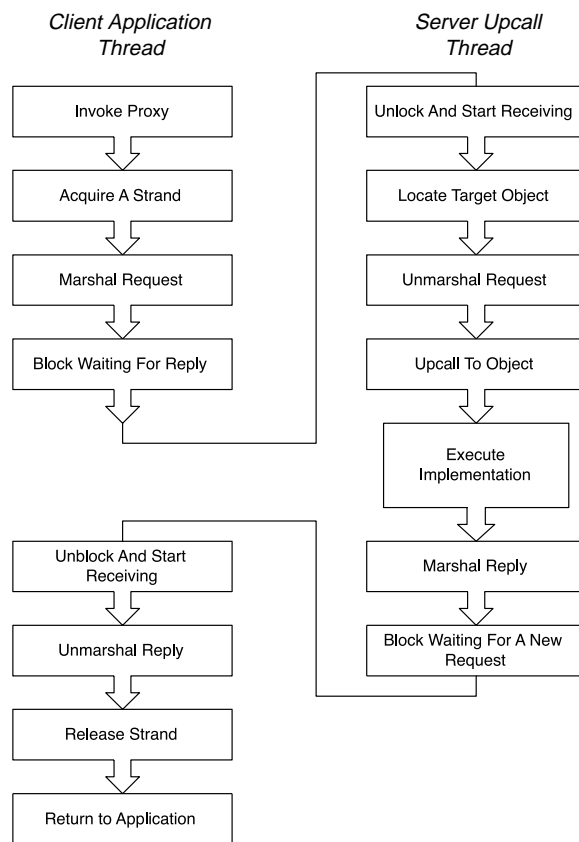 Client Application
Thread
Invoke Proxy
Acquire A Strand
Marshal Request
Block Waiting For Reply
Server Upcall
Thread
Unlock And Start Receiving
Locate Target Object
Unmarshal Request
Upcall To Object
Execute
Implementation
Marshal Reply
Block Waiting For A New
Request
Unblock And Start
Receiving
Unmarshal Reply
Release Strand
Return to Application